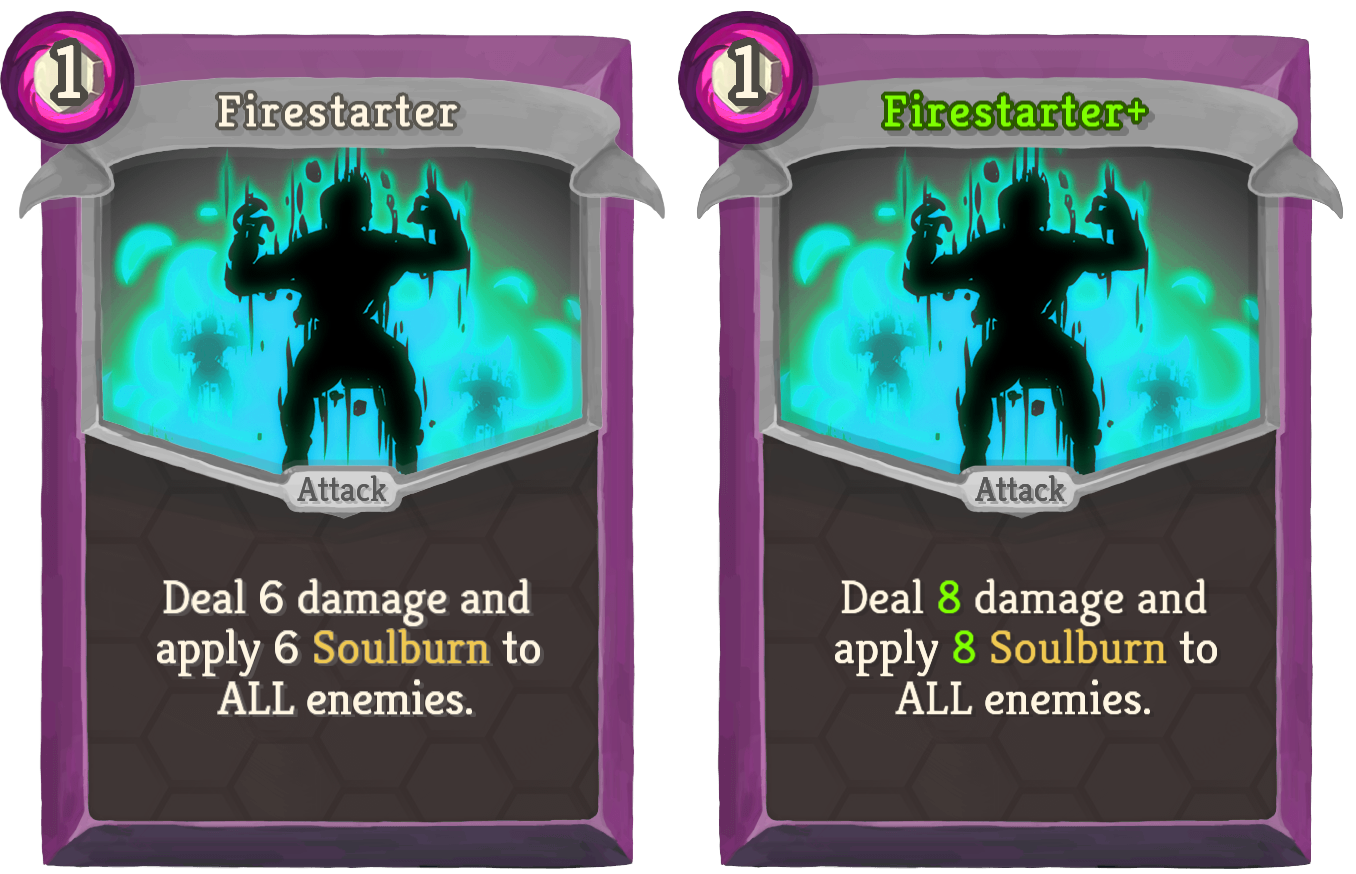 1
Firestarter
Attack
Deal 6 damage and
apply 6 Soulburn to
ALL enemies.
1
Firestarter+
Attack
Deal 8 damage and
apply 8 Soulburn to
ALL enemies.